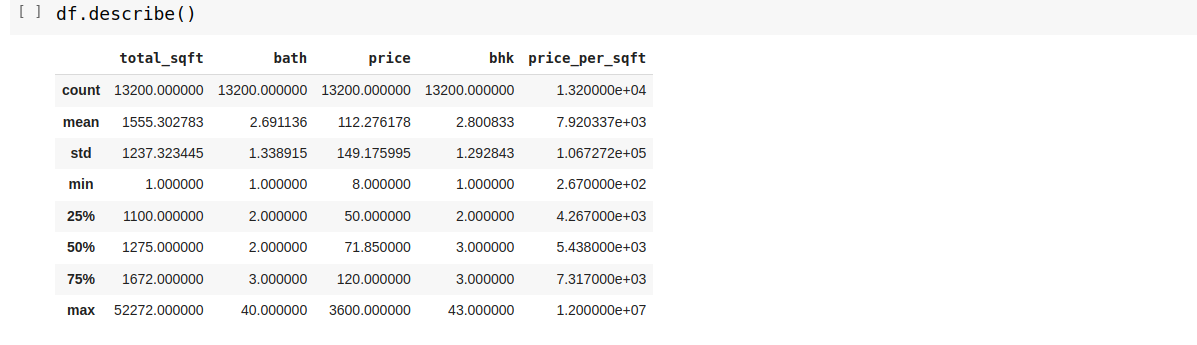 [ ] df.describe()
total_sqft bath price bhk price_per_sqft
count 13200.000000 13200.000000 13200.000000 13200.000000 1.320000e+04
mean 1555.302783 2.691136 112.276178 2.800833 7.920337e+03
std 1237.323445 1.338915 149.175995 1.292843 1.067272e+05
min 1.000000 1.000000 8.000000 1.000000 2.670000e+02
25% 1100.000000 2.000000 50.000000 2.000000 4.267000e+03
50% 1275.000000 2.000000 71.850000 3.000000 5.438000e+03
75% 1672.000000 3.000000 120.000000 3.000000 7.317000e+03
max 52272.000000 40.000000 3600.000000 43.000000 1.200000e+07